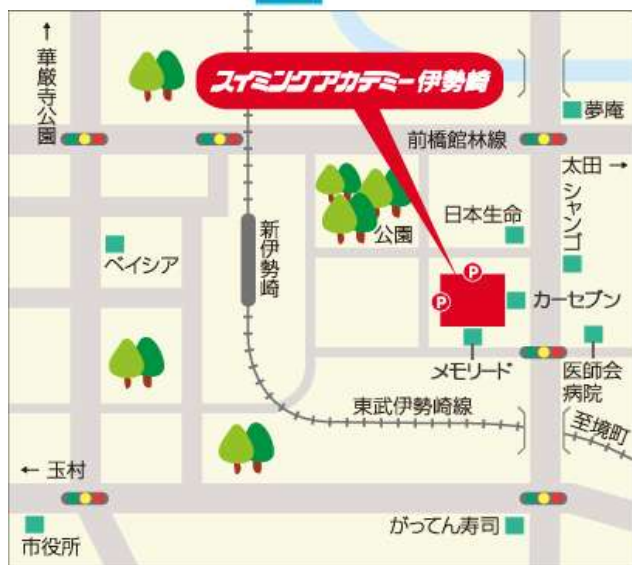 ↑
華厳寺公園
スイミングアカデミー伊勢崎
夢庵
前橋館林線
太田→
シャンゴ
日本生命
公園
新伊勢崎
ベイシア
P
P
カーセブン
メモリード
医師会
病院
東武伊勢崎線
至境町
← 玉村
市役所
がってん寿司